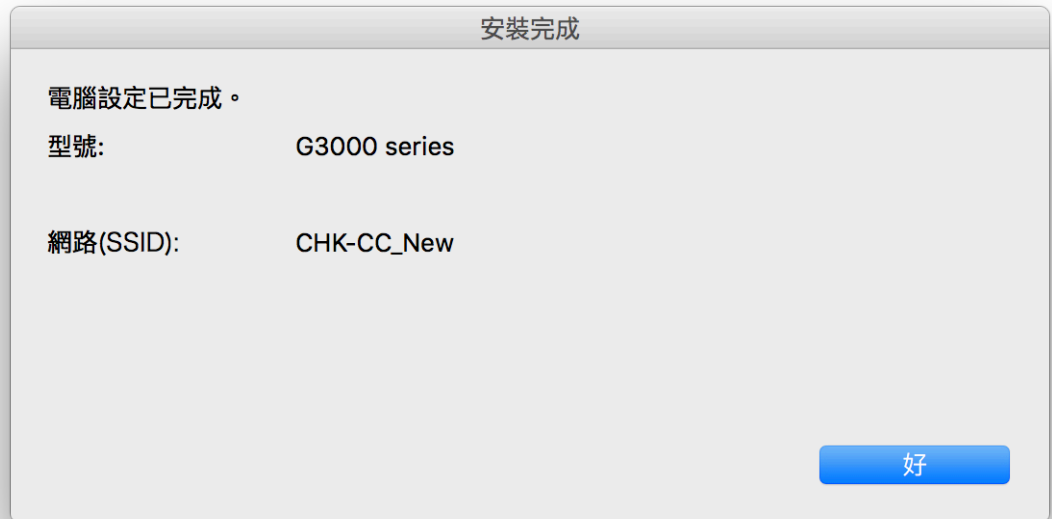 安裝完成
電腦設定已完成。
型號: G3000 series
網路(SSID): CHK-CC_New
好